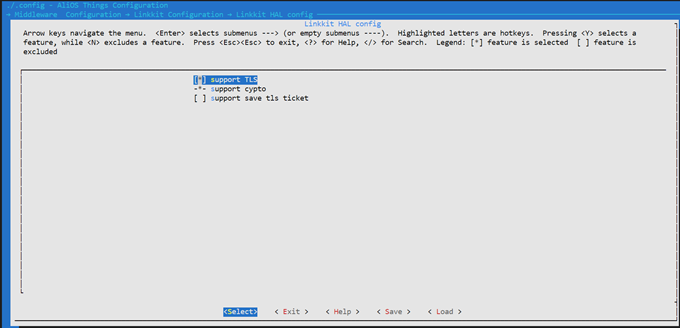 ./.config - AliOS Things Configuration
→ Middleware Configuration → Linkkit Configuration → Linkkit HAL config
Linkkit HAL config
Arrow keys navigate the menu. <Enter> selects submenus ---> (or empty submenus ----). Highlighted letters are hotkeys. Pressing <Y> selects a
feature, while <N> excludes a feature. Press <Esc><Esc> to exit, <?> for Help, </> for Search. Legend: [*] feature is selected [ ] feature is
excluded
[*] support TLS
-*- support cypto
[ ] support save tls ticket
<Select> < Exit > < Help > < Save > < Load >